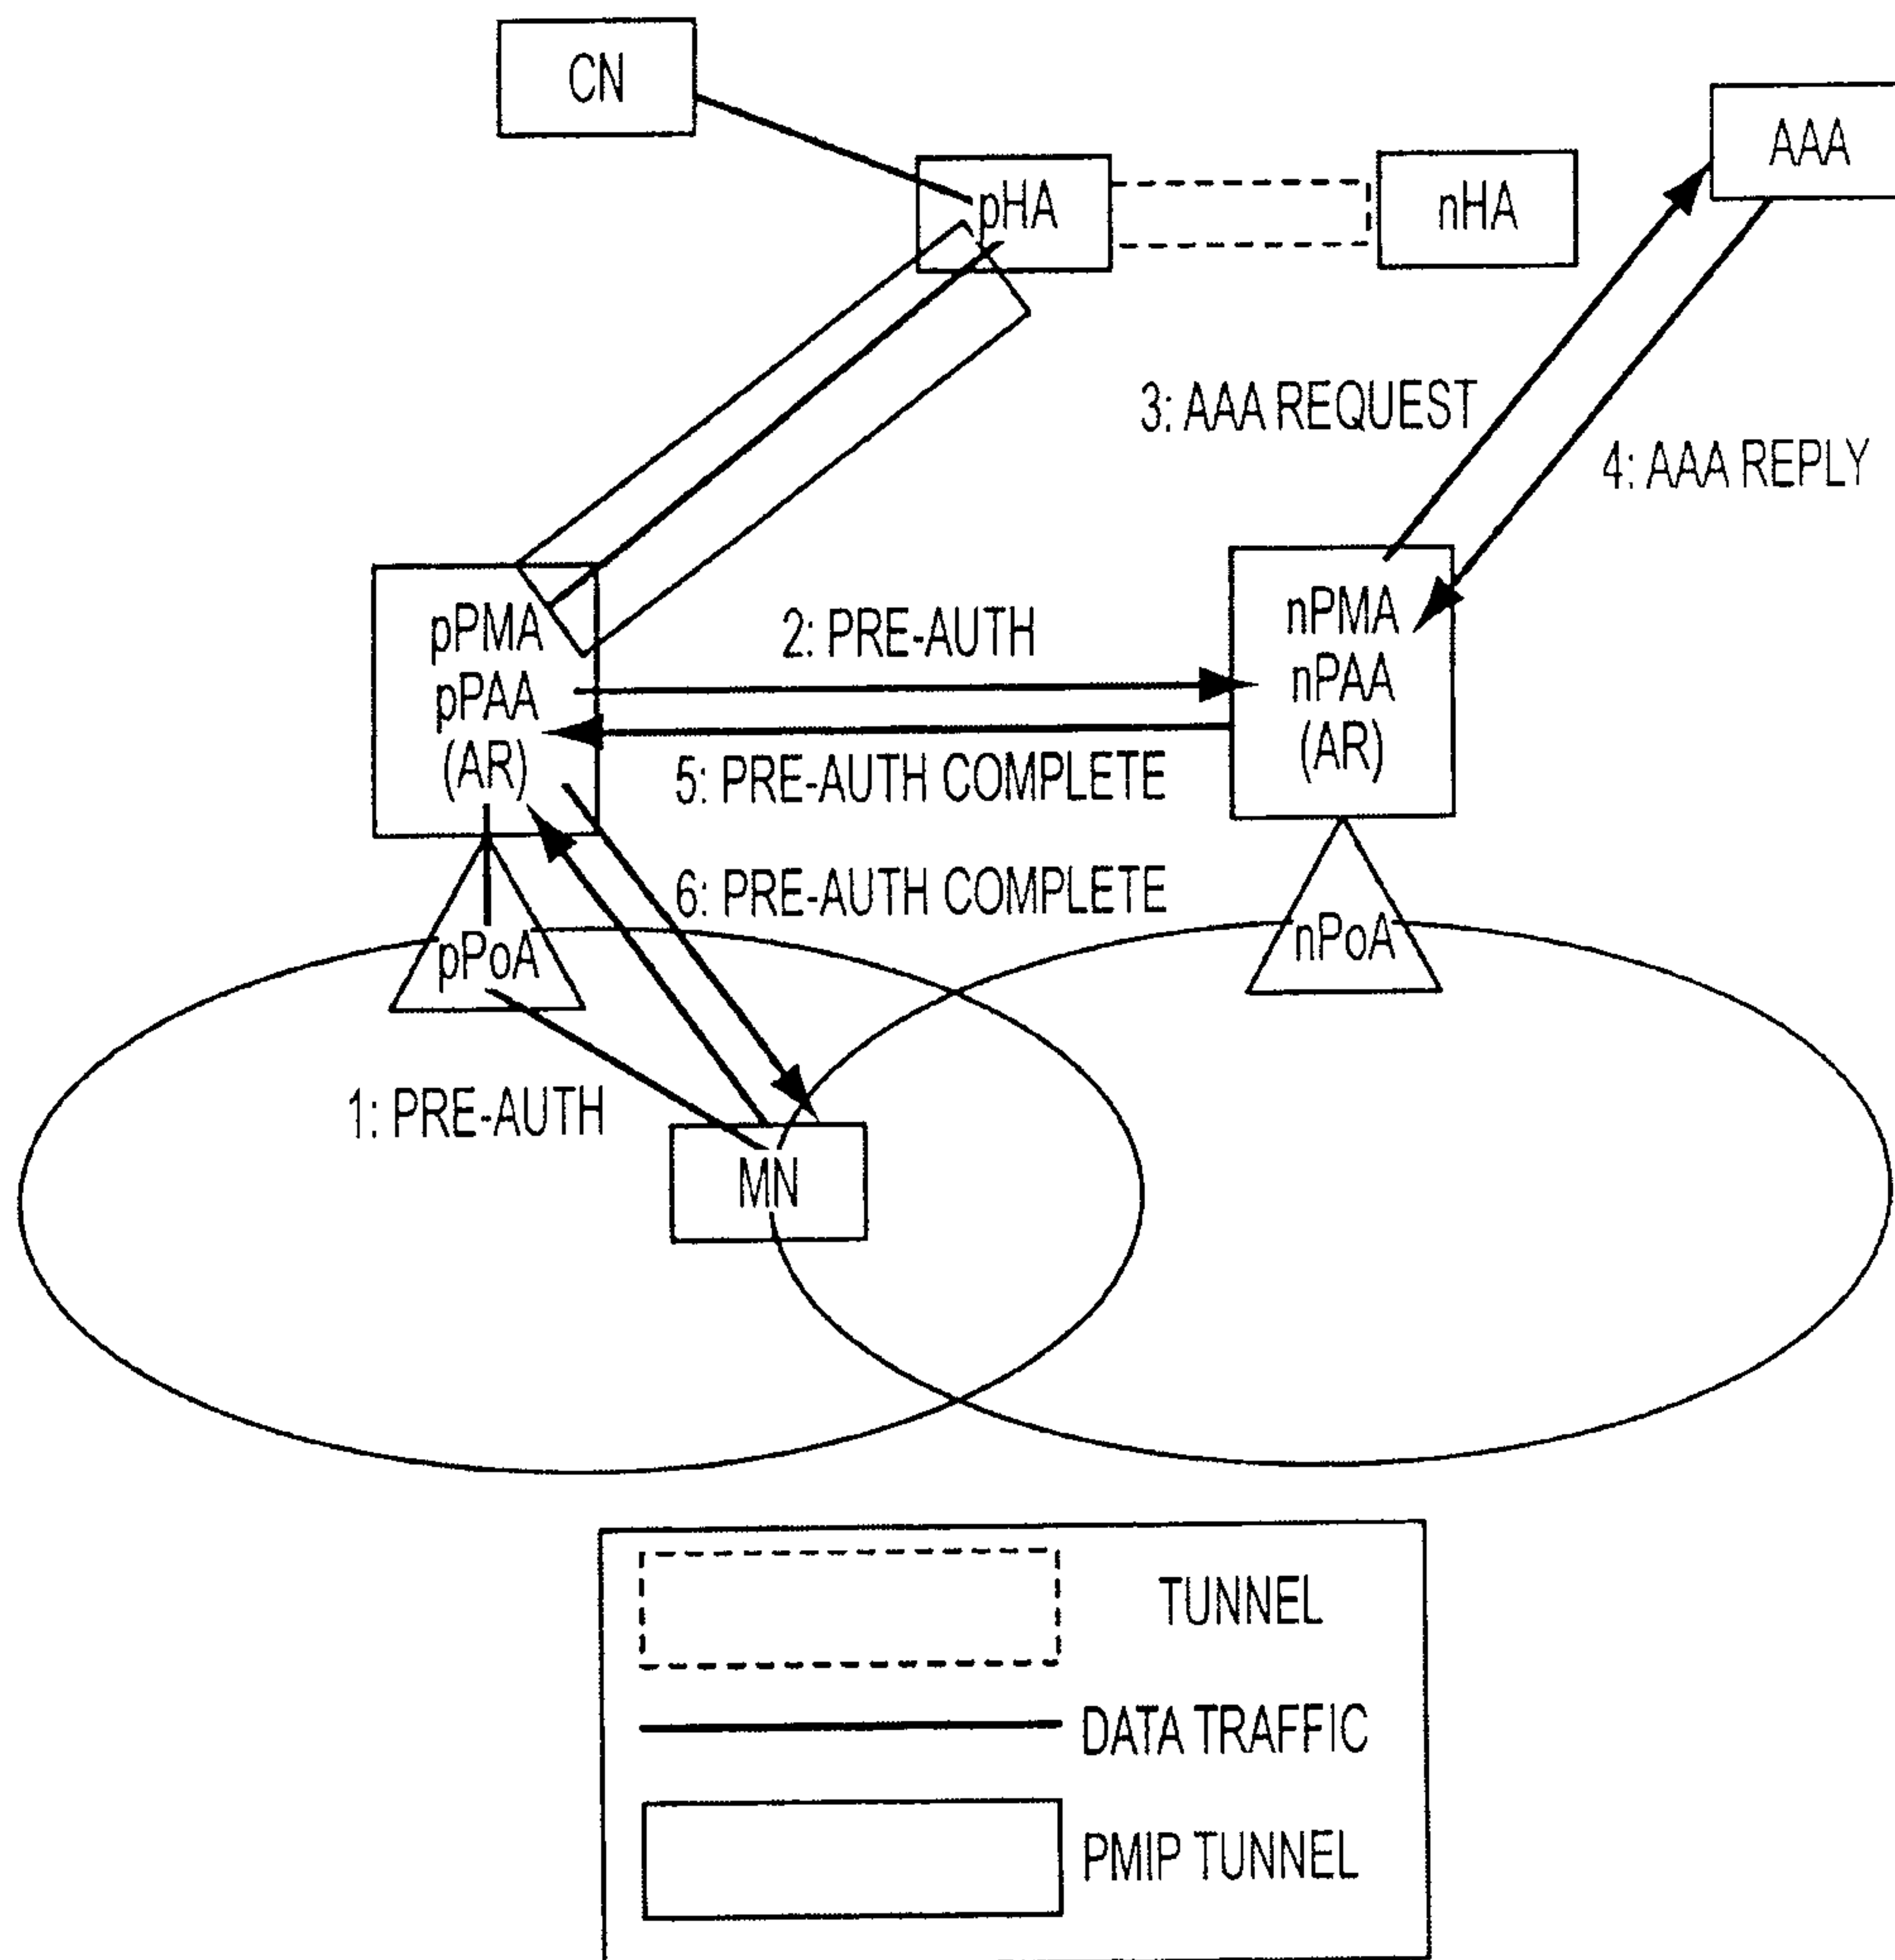 CN
AAA
pHA
nHA
3: AAA REQUEST
4: AAA REPLY
pPMA
pPAA
(AR)
2: PRE-AUTH
nPMA
nPAA
(AR)
5: PRE-AUTH COMPLETE
6: PRE-AUTH COMPLETE
pPoA
nPoA
1: PRE-AUTH
MN
TUNNEL
DATA TRAFFIC
PMIP TUNNEL